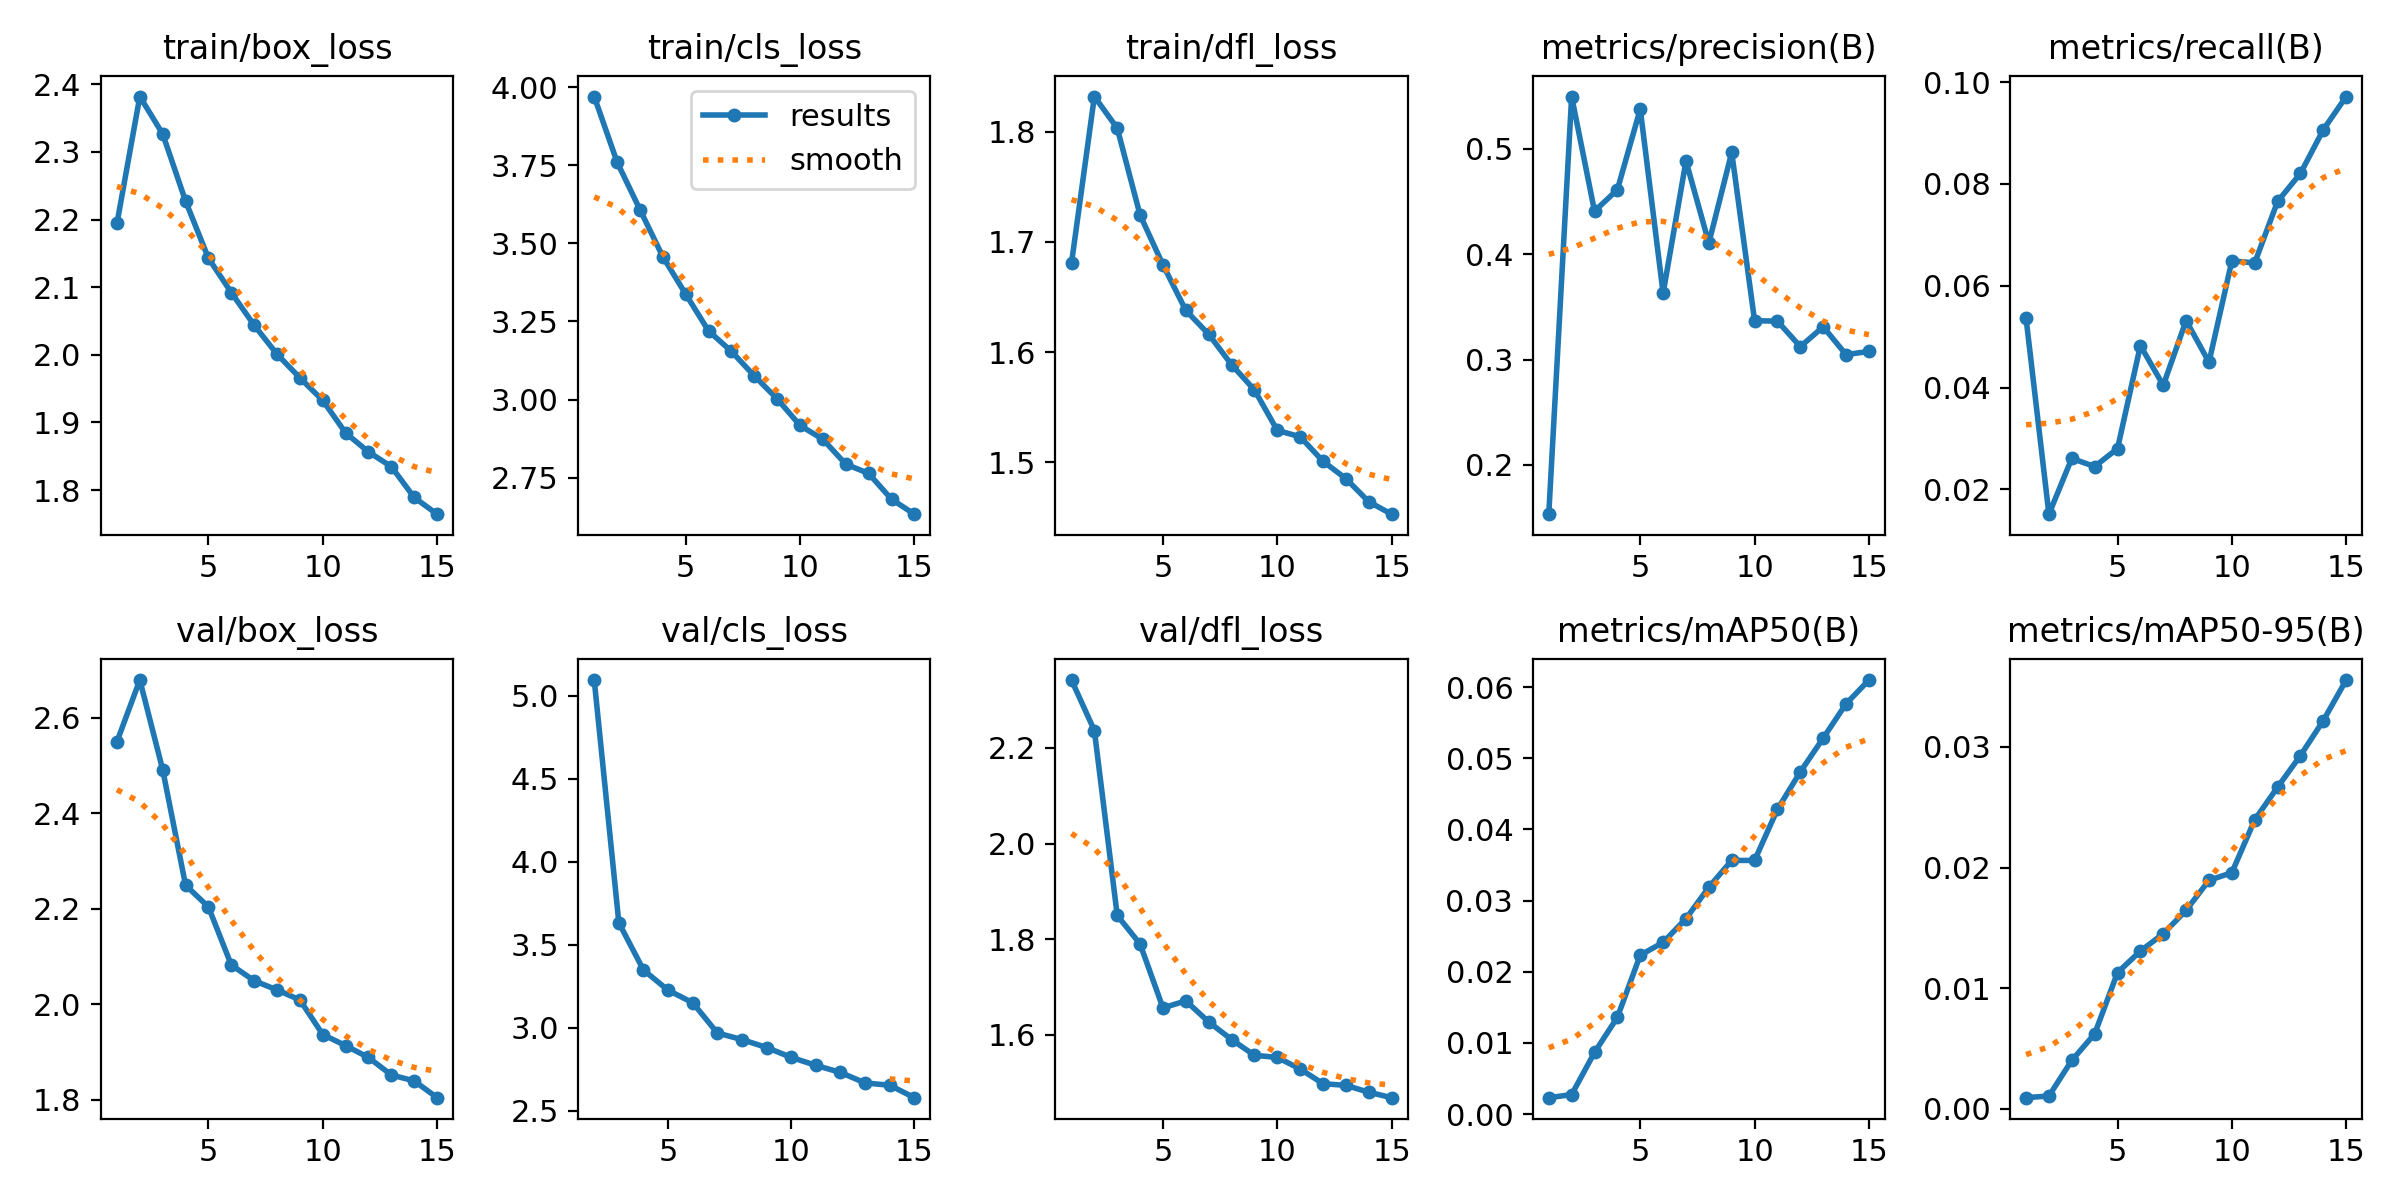 train/box_loss
train/cls_loss
train/dfl_loss
metrics/precision(B)
metrics/recall(B)
2.4
2.3
2.2
2.1
2.0
1.9
1.8
5 10 15
4.00
3.75
3.50
3.25
3.00
2.75
results
smooth
5 10 15
1.8
1.7
1.6
1.5
5 10 15
0.5
0.4
0.3
0.2
5 10 15
0.10
0.08
0.06
0.04
0.02
5 10 15
val/box_loss
val/cls_loss
val/dfl_loss
metrics/mAP50(B)
metrics/mAP50-95(B)
2.6
2.4
2.2
2.0
1.8
5 10 15
5.0
4.5
4.0
3.5
3.0
2.5
5 10 15
2.2
2.0
1.8
1.6
5 10 15
0.06
0.05
0.04
0.03
0.02
0.01
0.00
5 10 15
0.03
0.02
0.01
0.00
5 10 15